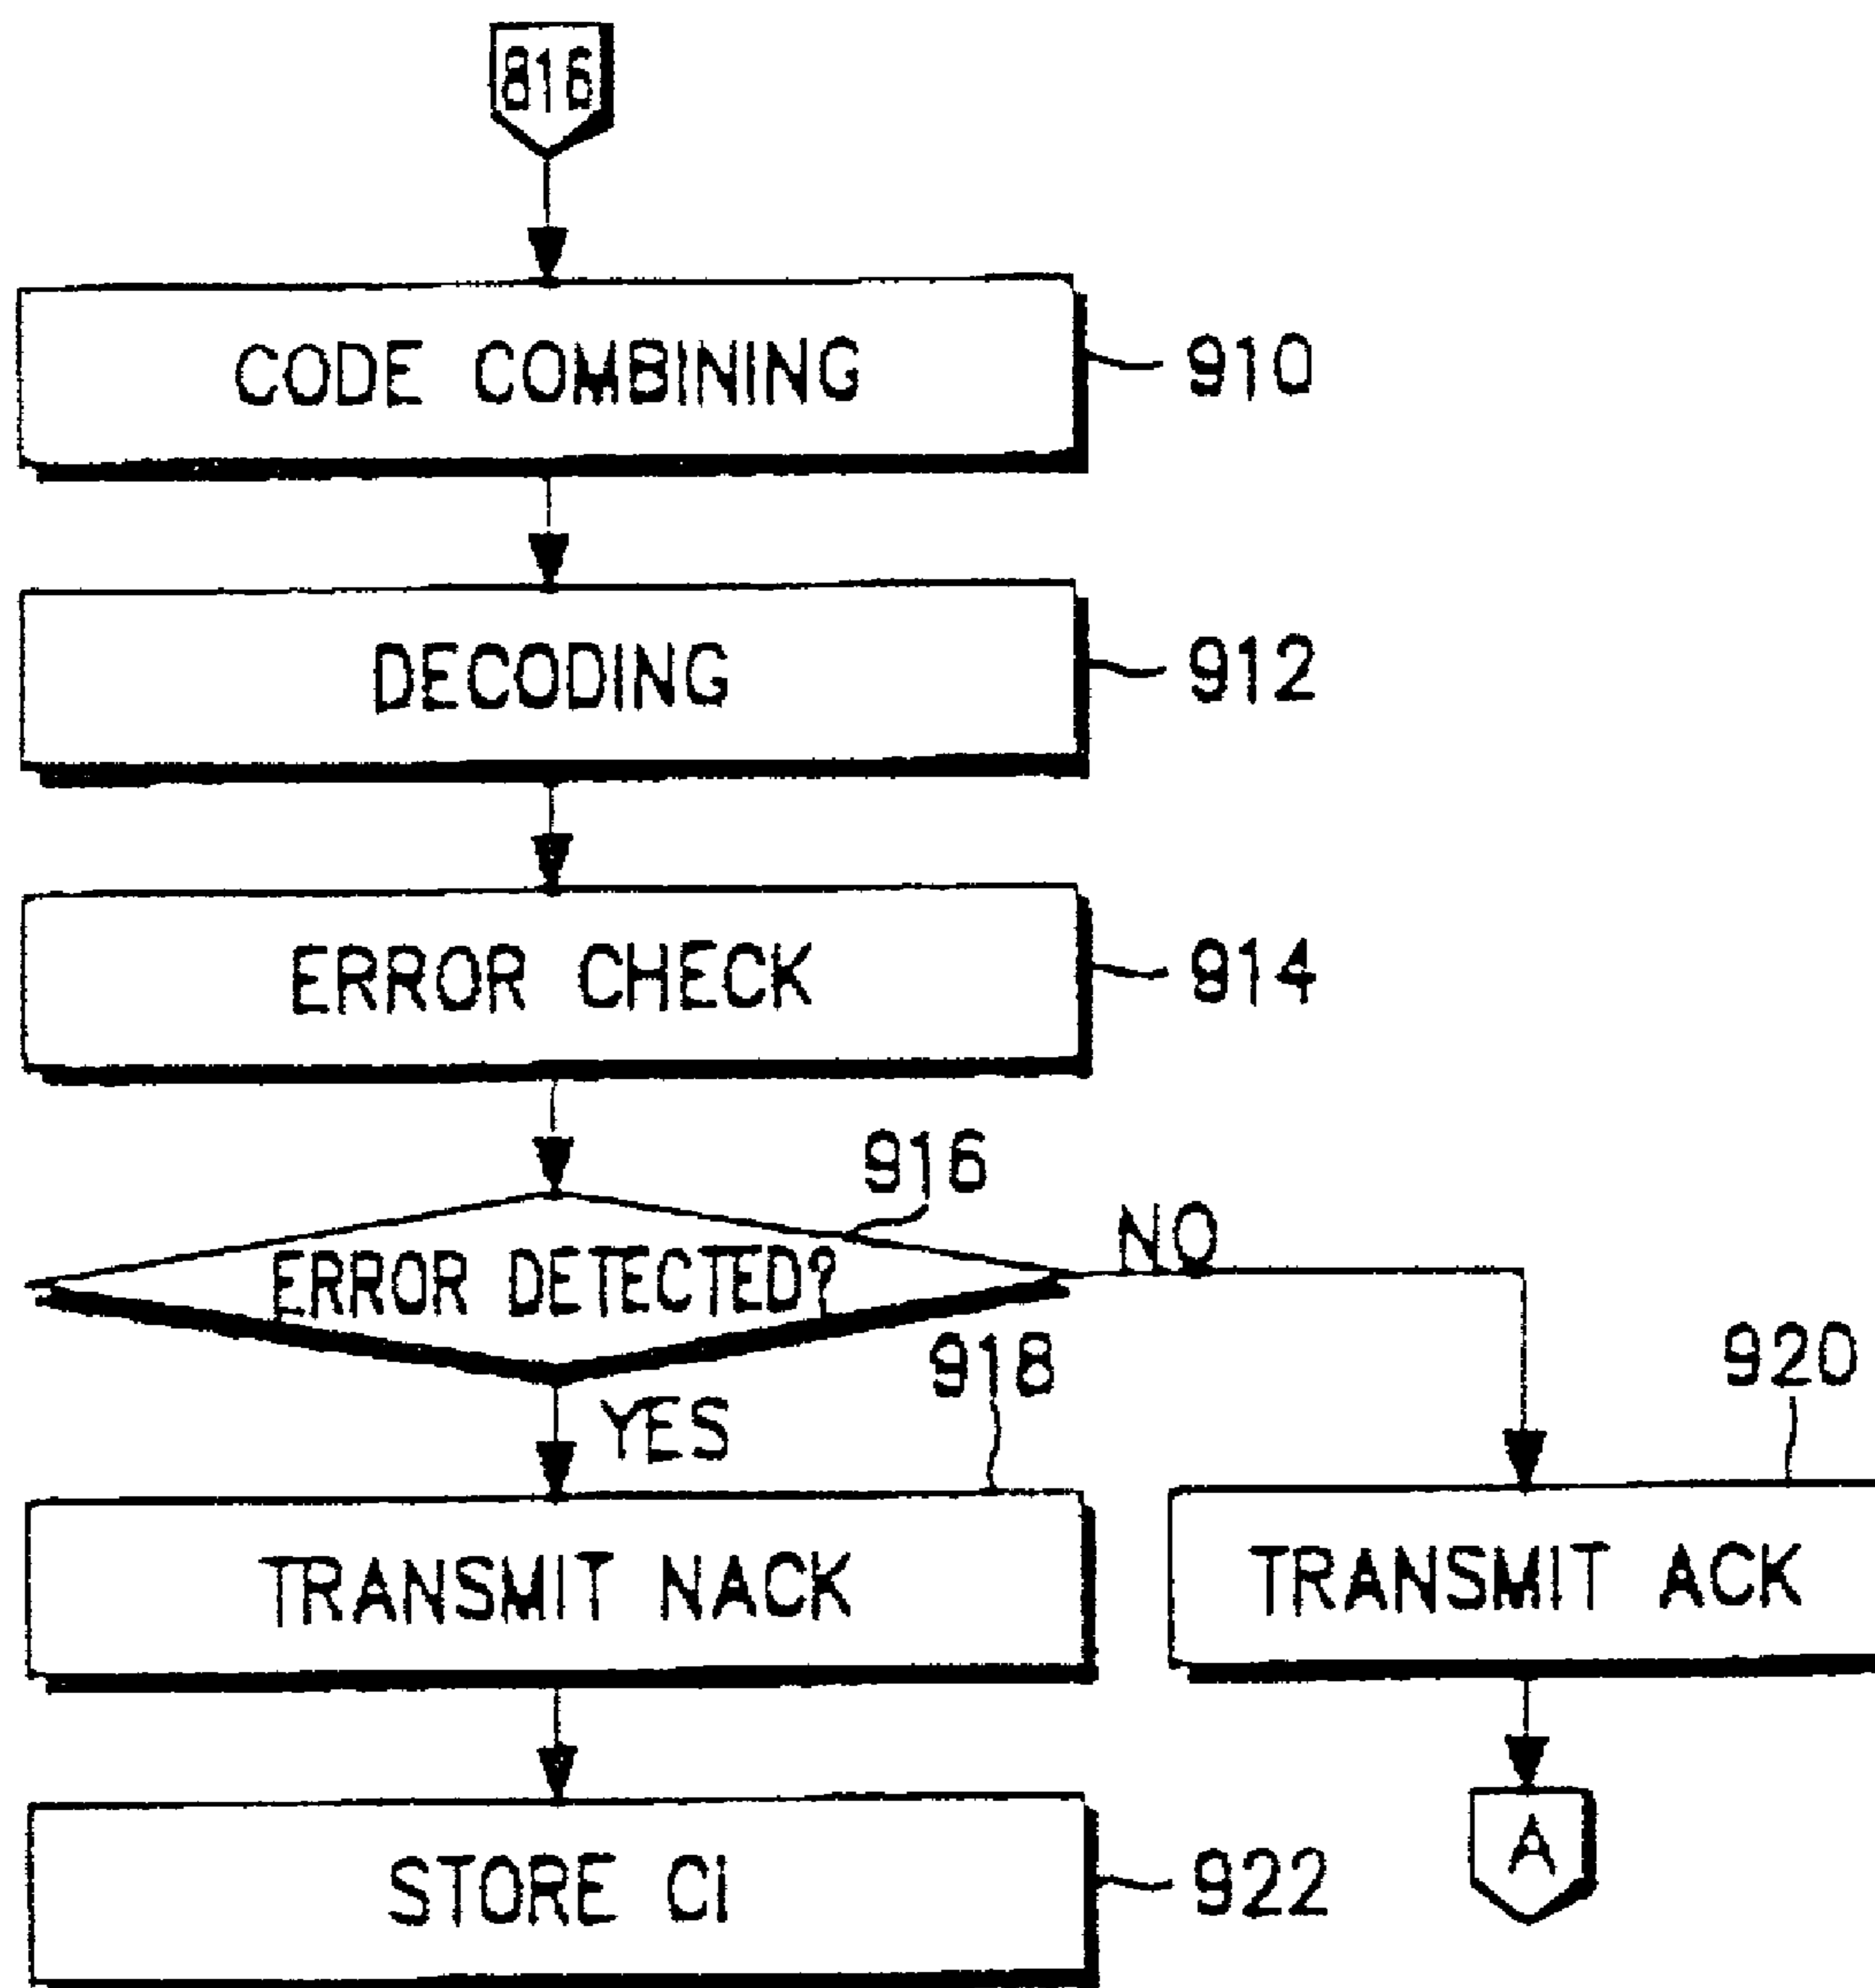 816
CODE COMBINING
910
DECODING
912
ERROR CHECK
914
916
ERROR DETECTED?
NO
918
920
YES
TRANSMIT NACK
TRANSMIT ACK
STORE Ci
922
A